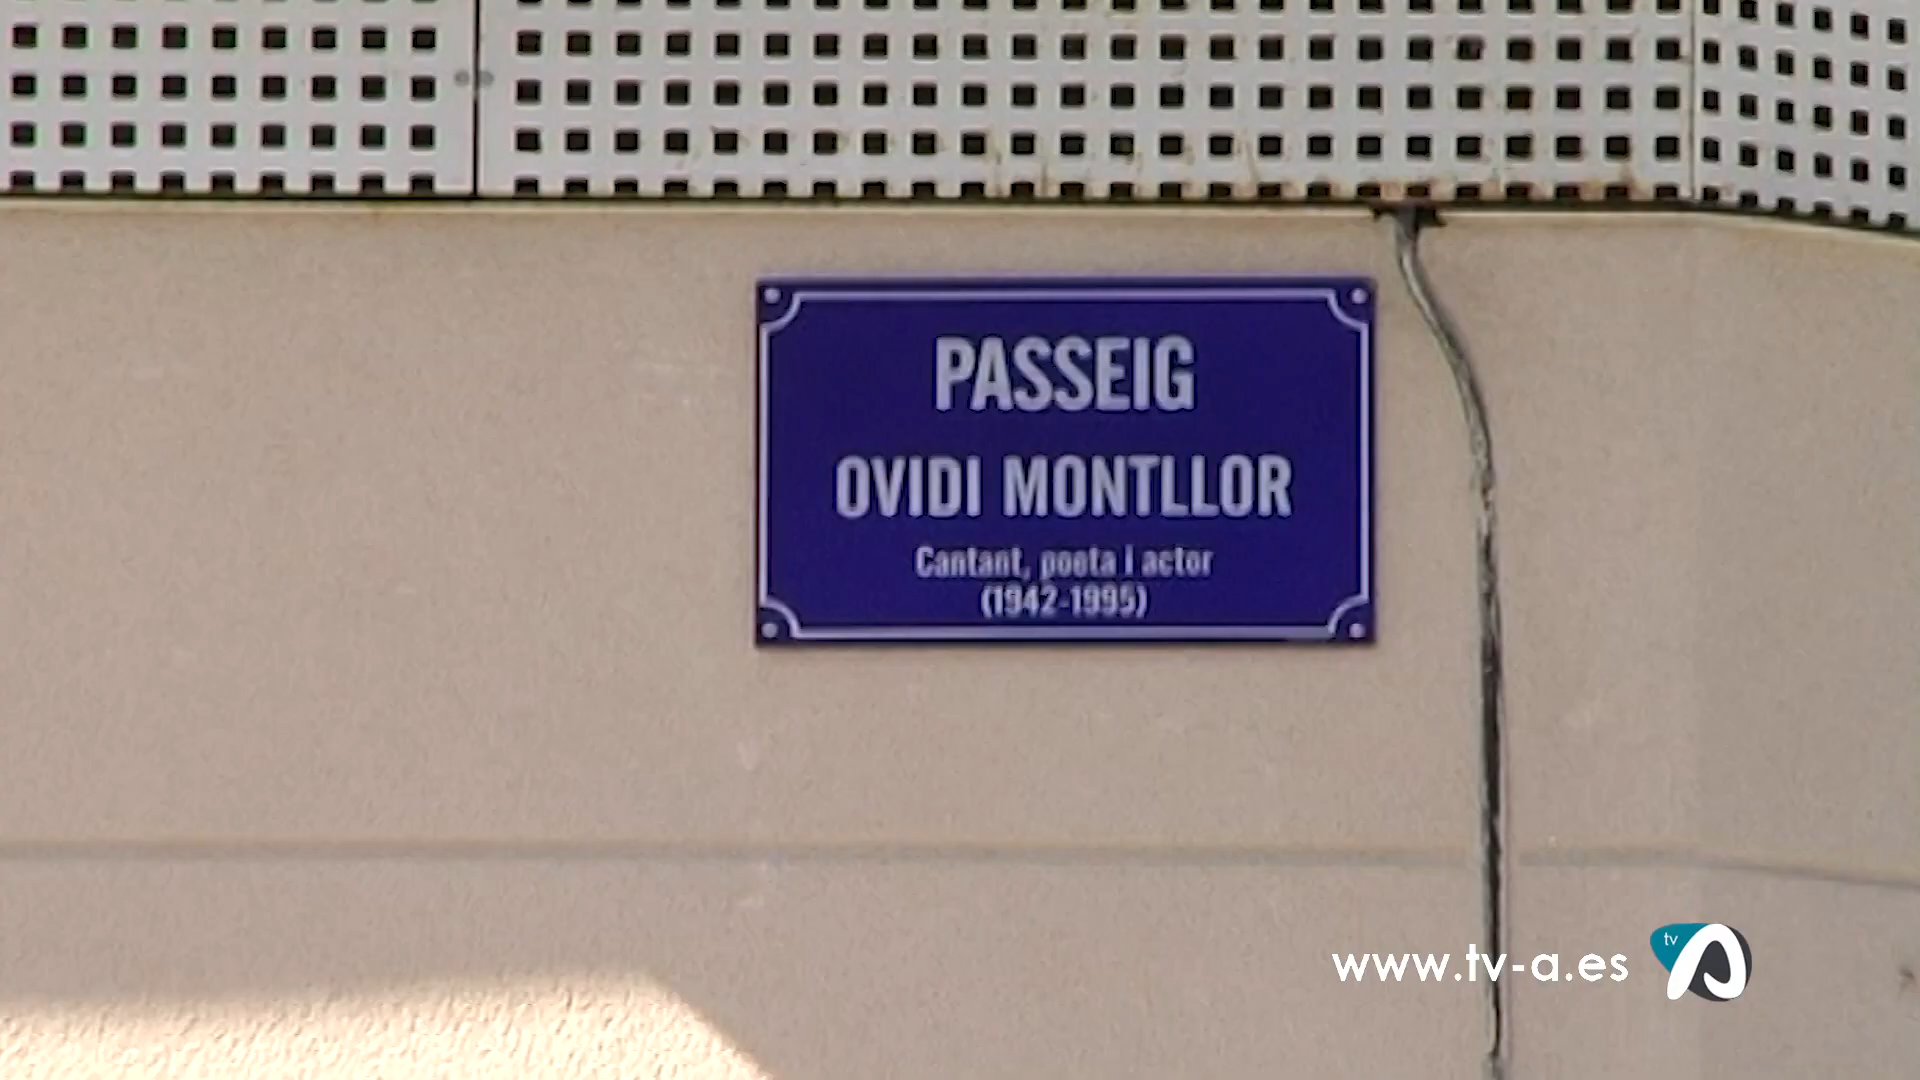 PASSEIG
OVIDI MONTLLOR
Cantant, poeta i actor
(1942-1995)
www.tv-a.es
tv